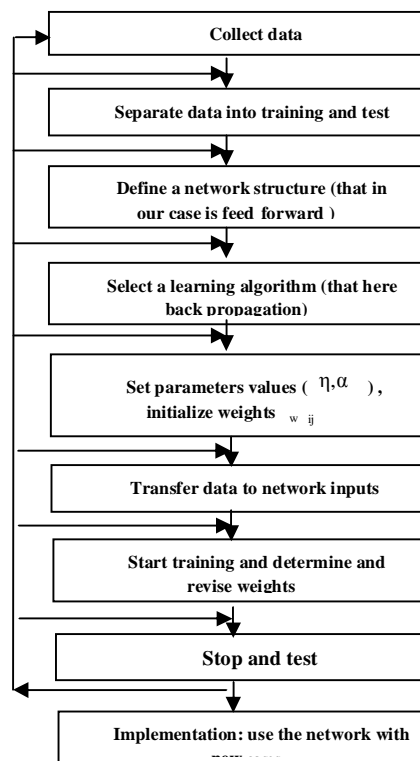 Collect data
Separate data into training and test
Define a network structure (that in
our case is feed forward )
Select a learning algorithm (that here
back propagation)
Set parameters values ( η,α ) ,
initialize weights w ij
Transfer data to network inputs
Start training and determine and
revise weights
Stop and test
Implementation: use the network with